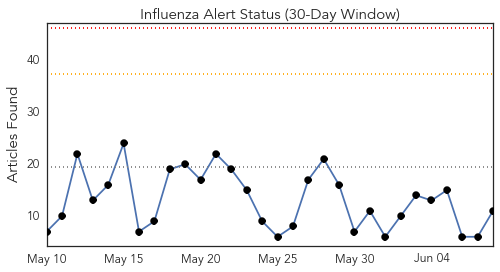 Influenza Alert Status (30-Day Window)
Articles Found
40
30
20
10
May 10
May 15
May 20
May 25
May 30
Jun 04